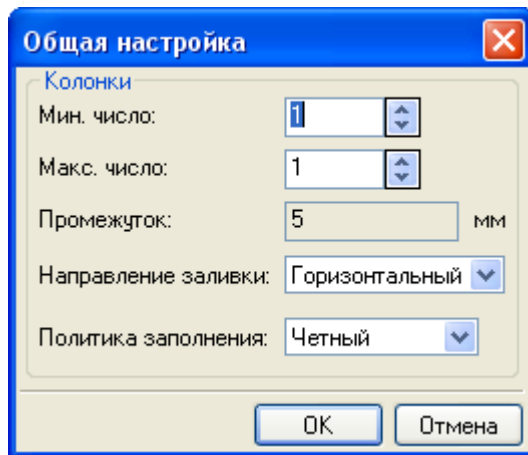 Общая настройка
Колонки
Мин. число: 1
Макс. число: 1
Промежуток: 5 мм
Направление заливки: Горизонтальный
Политика заполнения: Четный
OK Отмена